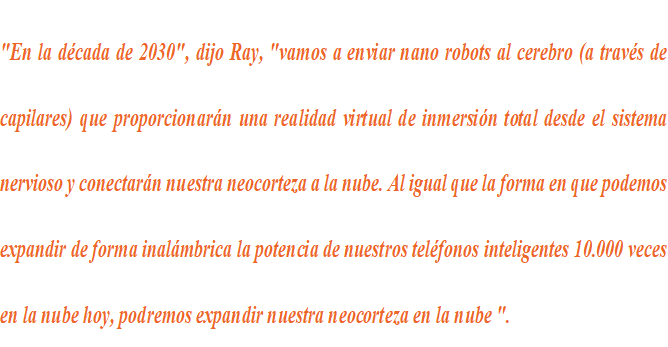 "En la década de 2030", dijo Ray, "vamos a enviar nano robots al cerebro (a través de
capilares) que proporcionarán una realidad virtual de inmersión total desde el sistema
nervioso y conectarán nuestra neocorteza a la nube. Al igual que la forma en que podemos
expandir de forma inalámbrica la potencia de nuestros teléfonos inteligentes 10.000 veces
en la nube hoy, podremos expandir nuestra neocorteza en la nube ".